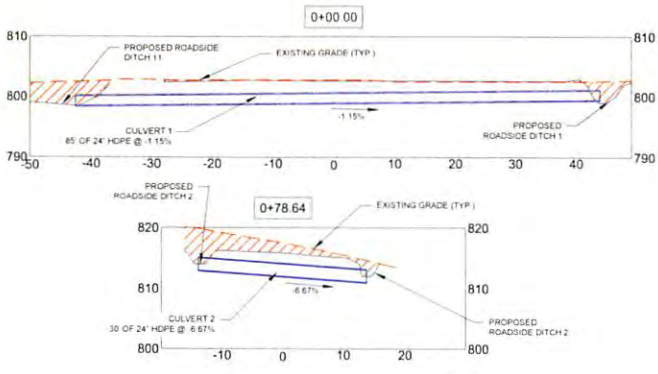 0+00 00
810
810
PROPOSED ROADSIDE
DITCH 11
EXISTING GRADE (TYP.)
800
800
CULVERT 1
85' OF 24" HDPE @ -1.15%
-1.15%
PROPOSED
ROADSIDE DITCH 1
790
790
-50 -40 -30 -20 -10 0 10 20 30 40
PROPOSED
ROADSIDE DITCH 2
0+78.64
EXISTING GRADE (TYP.)
820
820
810
810
-6.67%
CULVERT 2
30 OF 24" HDPE @ 6.67%
PROPOSED
ROADSIDE DITCH 2
800
800
-10 0 10 20